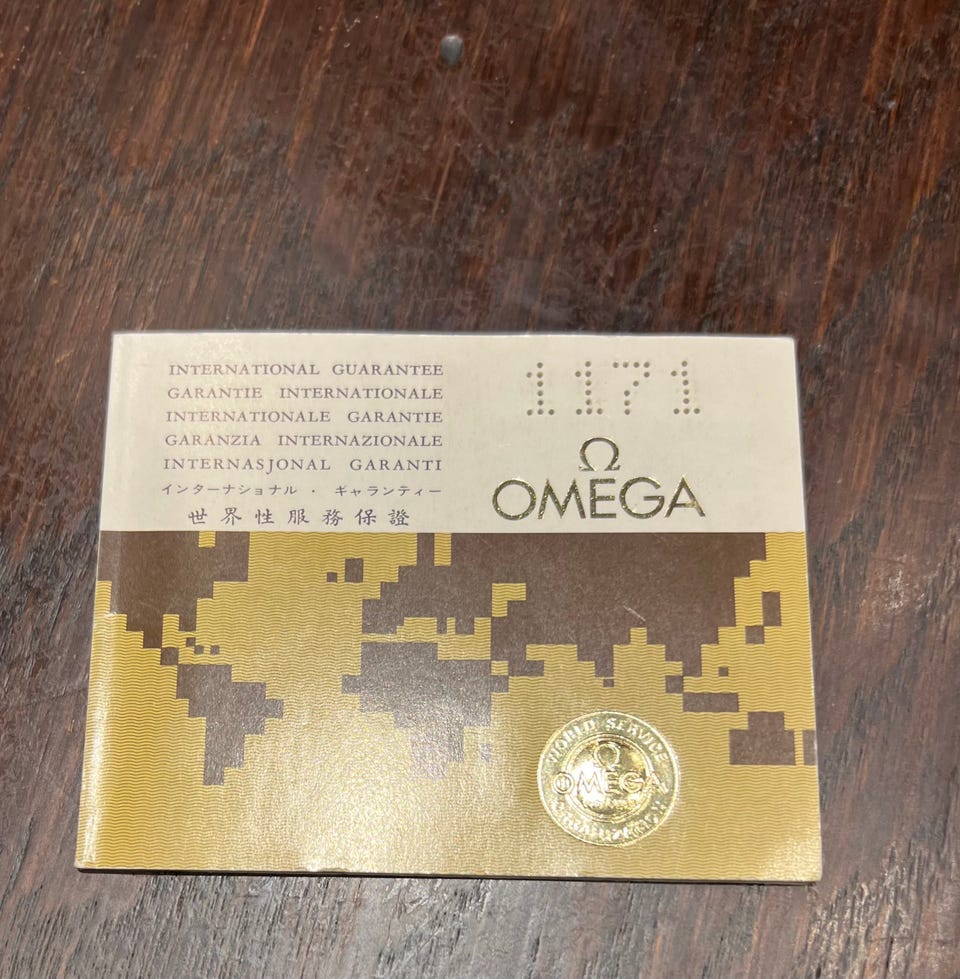 INTERNATIONAL GUARANTEE
GARANTIE INTERNATIONALE
INTERNATIONALE GARANTIE
GARANZIA INTERNAZIONALE
INTERNASJONAL GARANTI
インターナショナル ・ ギャランティー
世界性服務保證
1171
Ω
OMEGA
WORLD SERVICE
Ω
OMEGA
ORGANIZATION